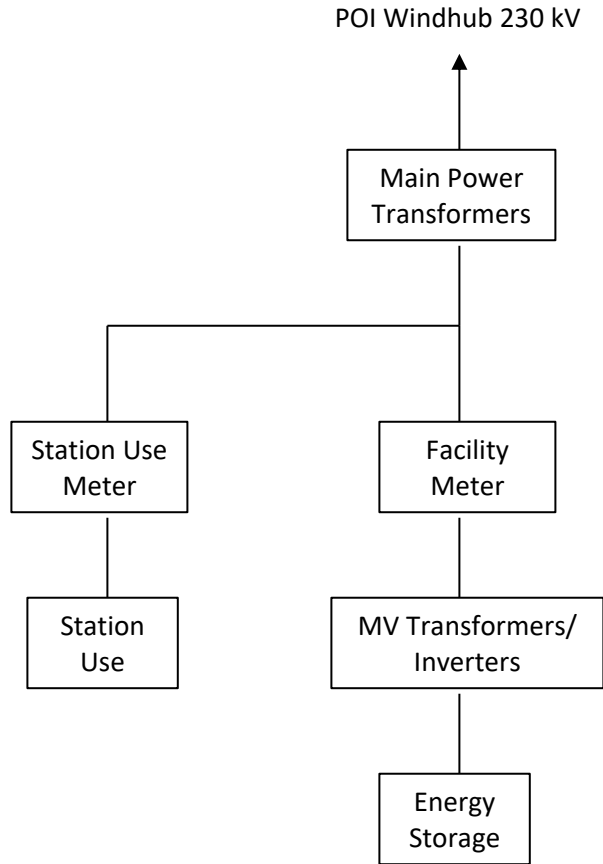 POI Windhub 230 kV
Main Power
Transformers
Station Use
Meter
Facility
Meter
Station
Use
MV Transformers/
Inverters
Energy
Storage